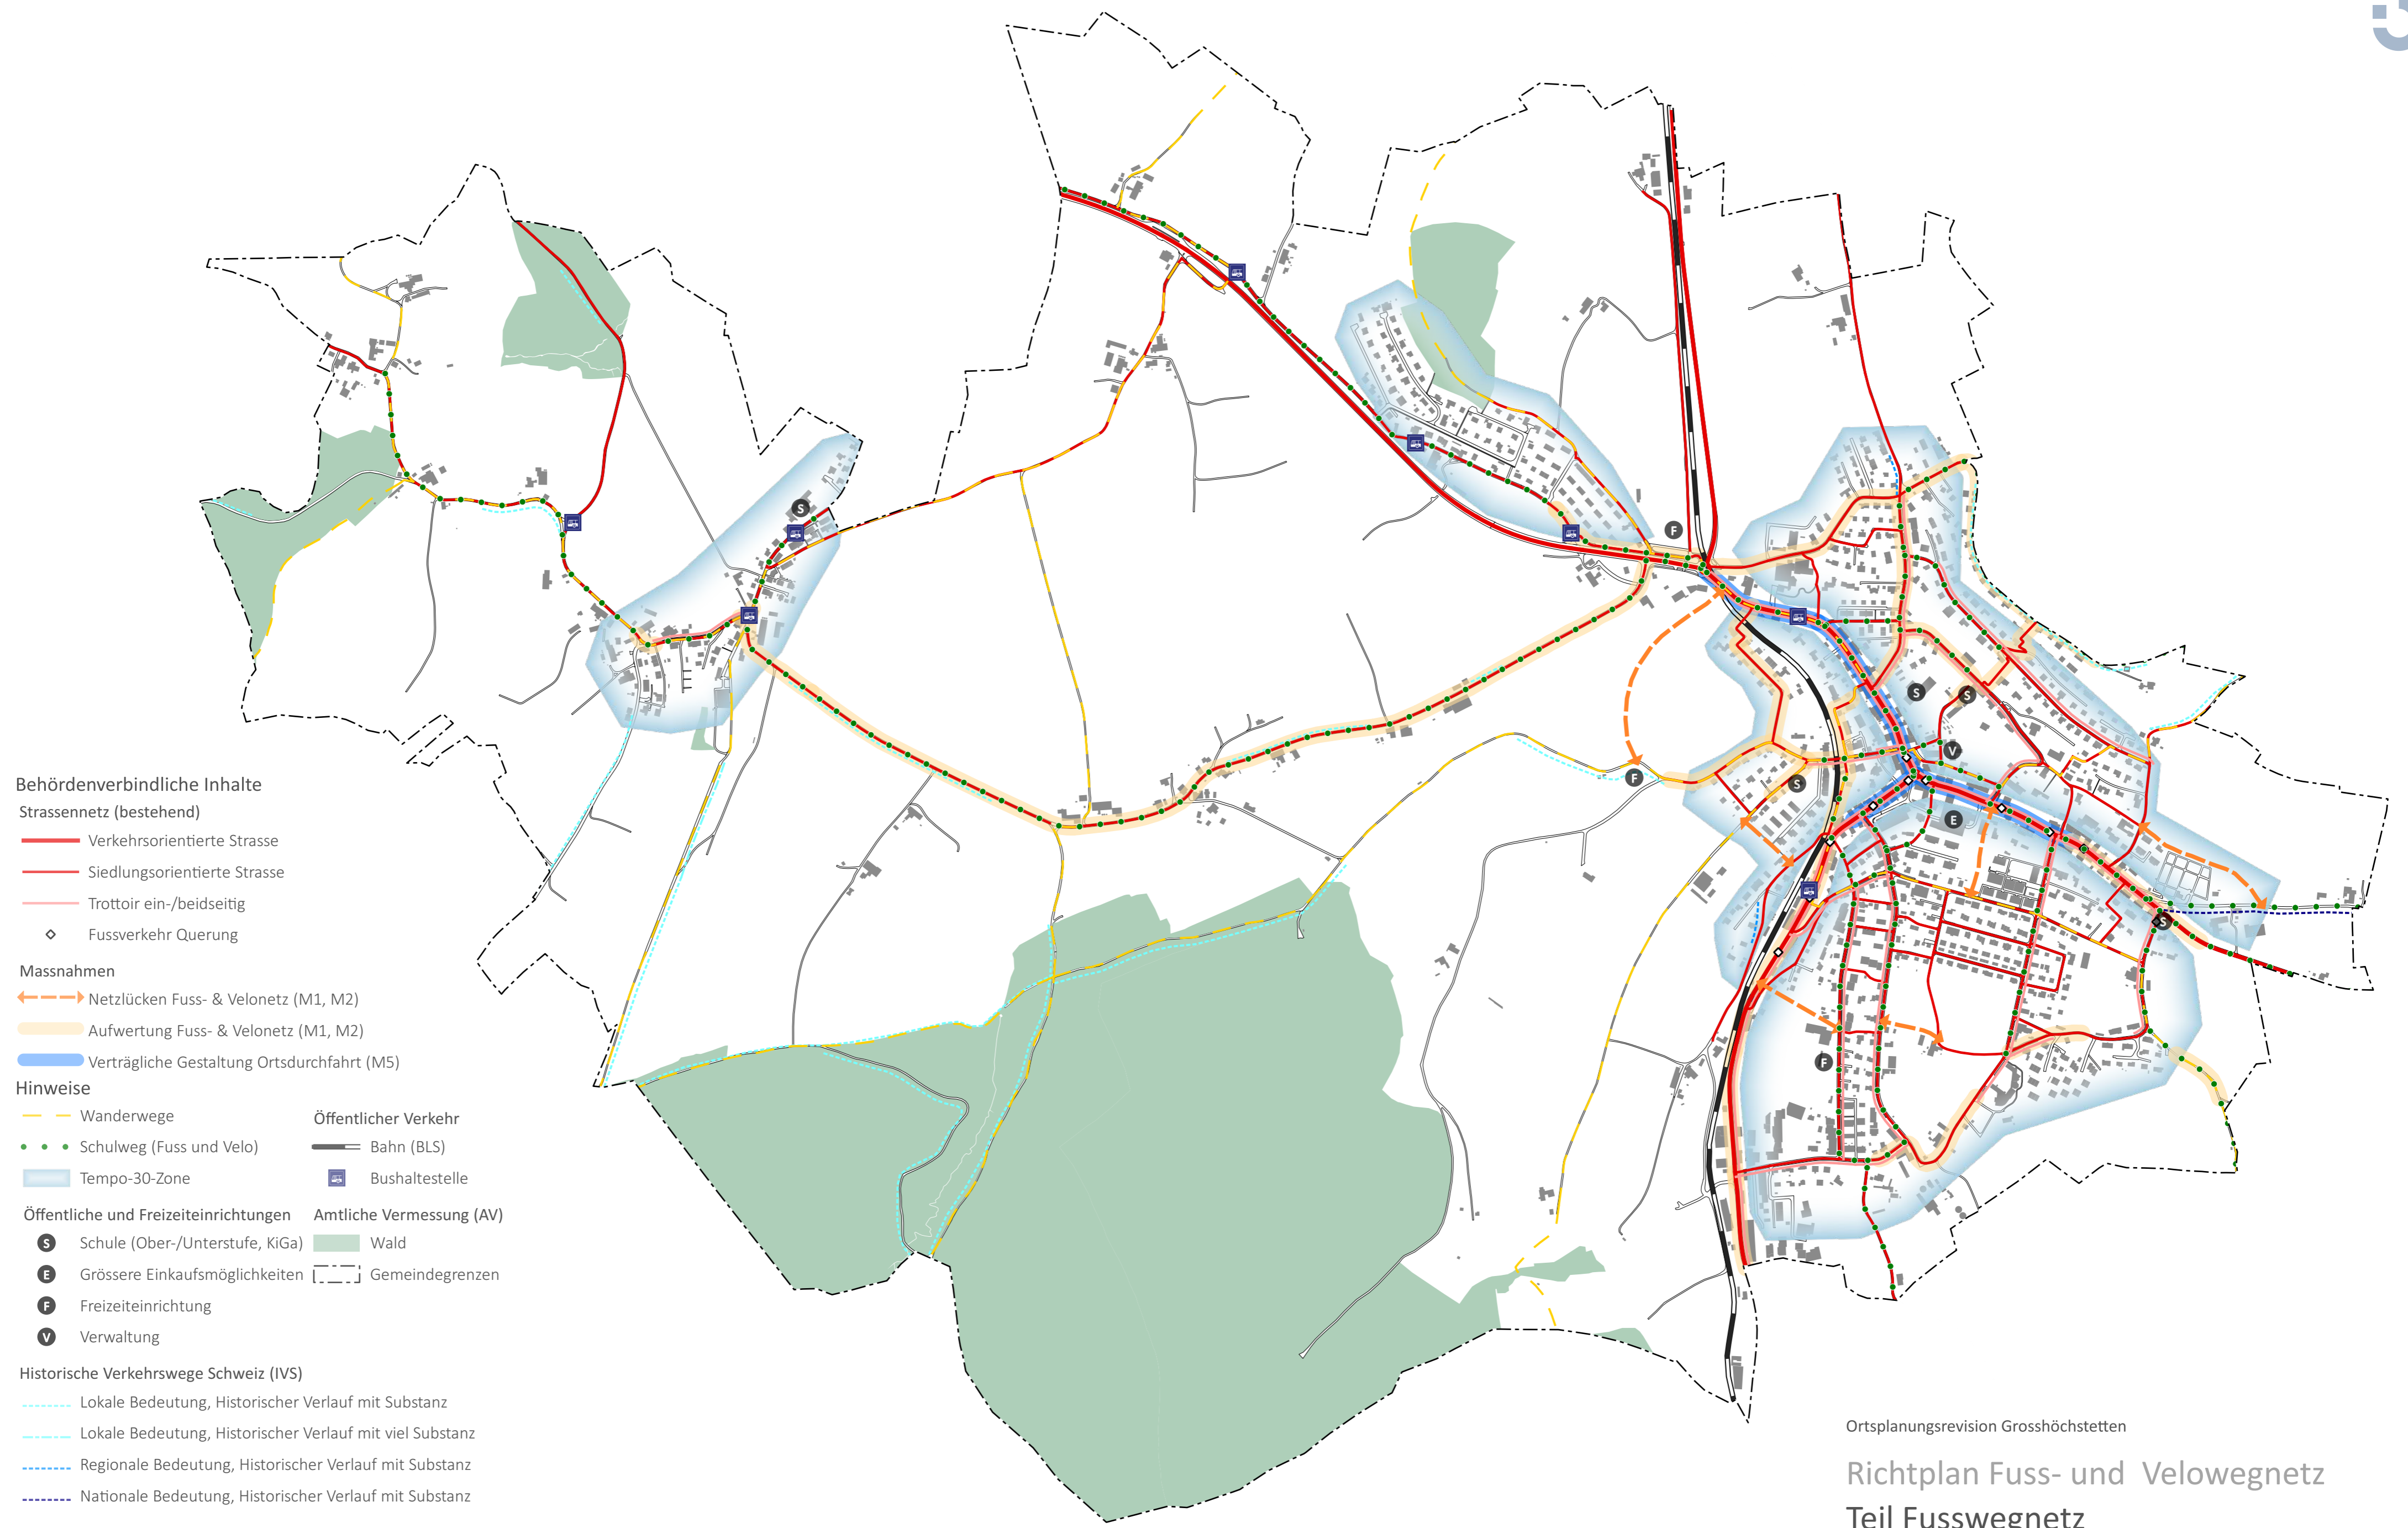 Behördenverbindliche Inhalte
Strassennetz (bestehend)
Verkehrsorientierte Strasse
Siedlungsorientierte Strasse
Trottoir ein-/beidseitig
Fussverkehr Querung
Massnahmen
Netzlücken Fuss- & Velonetz (M1, M2)
Aufwertung Fuss- & Velonetz (M1, M2)
Verträgliche Gestaltung Ortsdurchfahrt (M5)
Hinweise
Wanderwege
Schulweg (Fuss und Velo)
Tempo-30-Zone
Öffentlicher Verkehr
Bahn (BLS)
Bushaltestelle
Öffentliche und Freizeiteinrichtungen
S Schule (Ober-/Unterstufe, KiGa)
E Grössere Einkaufsmöglichkeiten
F Freizeiteinrichtung
V Verwaltung
Amtliche Vermessung (AV)
Wald
Gemeindegrenzen
Historische Verkehrswege Schweiz (IVS)
Lokale Bedeutung, Historischer Verlauf mit Substanz
Lokale Bedeutung, Historischer Verlauf mit viel Substanz
Regionale Bedeutung, Historischer Verlauf mit Substanz
Nationale Bedeutung, Historischer Verlauf mit Substanz
S
F
S
S
F
S
V
E
S
F
Ortsplanungsrevision Grosshöchstetten
Richtplan Fuss- und Velowegnetz
Teil Fusswegnetz